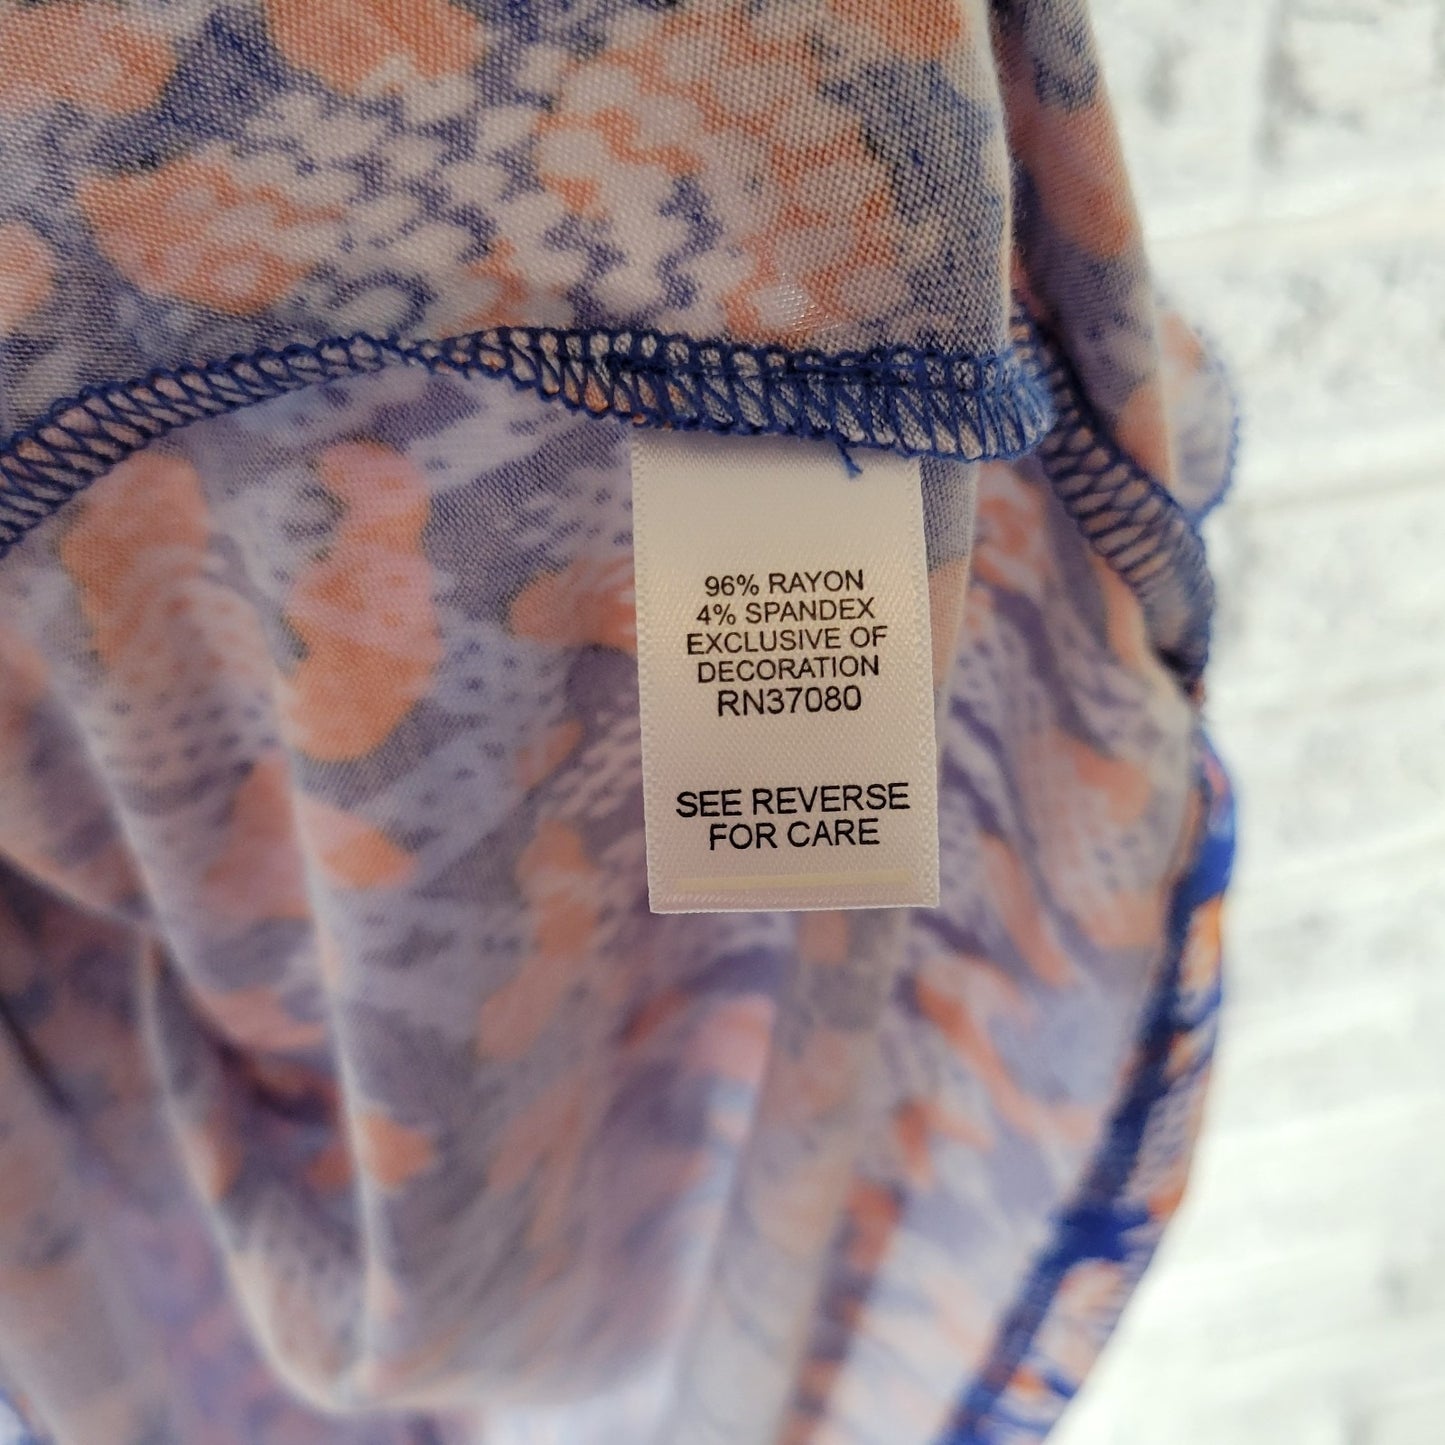 96% RAYON
4% SPANDEX
EXCLUSIVE OF
DECORATION
RN37080
SEE REVERSE
FOR CARE